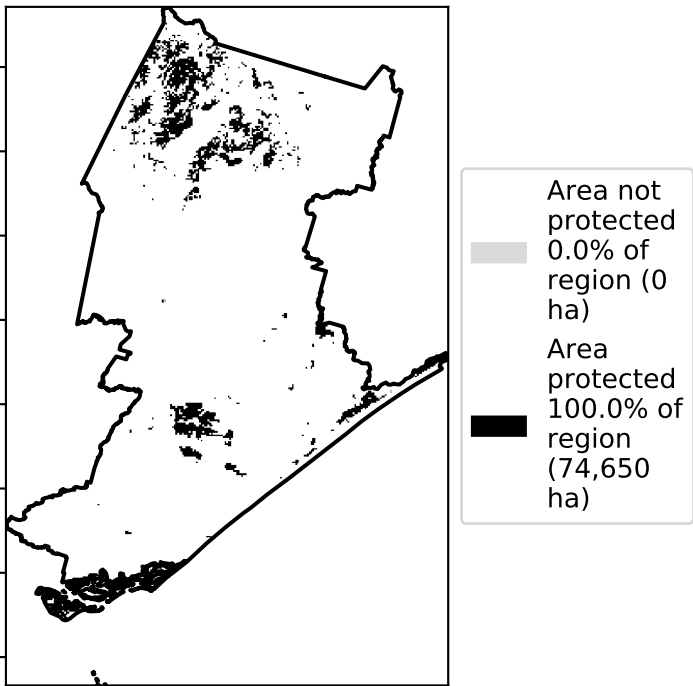 Area not
protected
0.0% of
region (0
ha)
Area
protected
100.0% of
region
(74,650
ha)